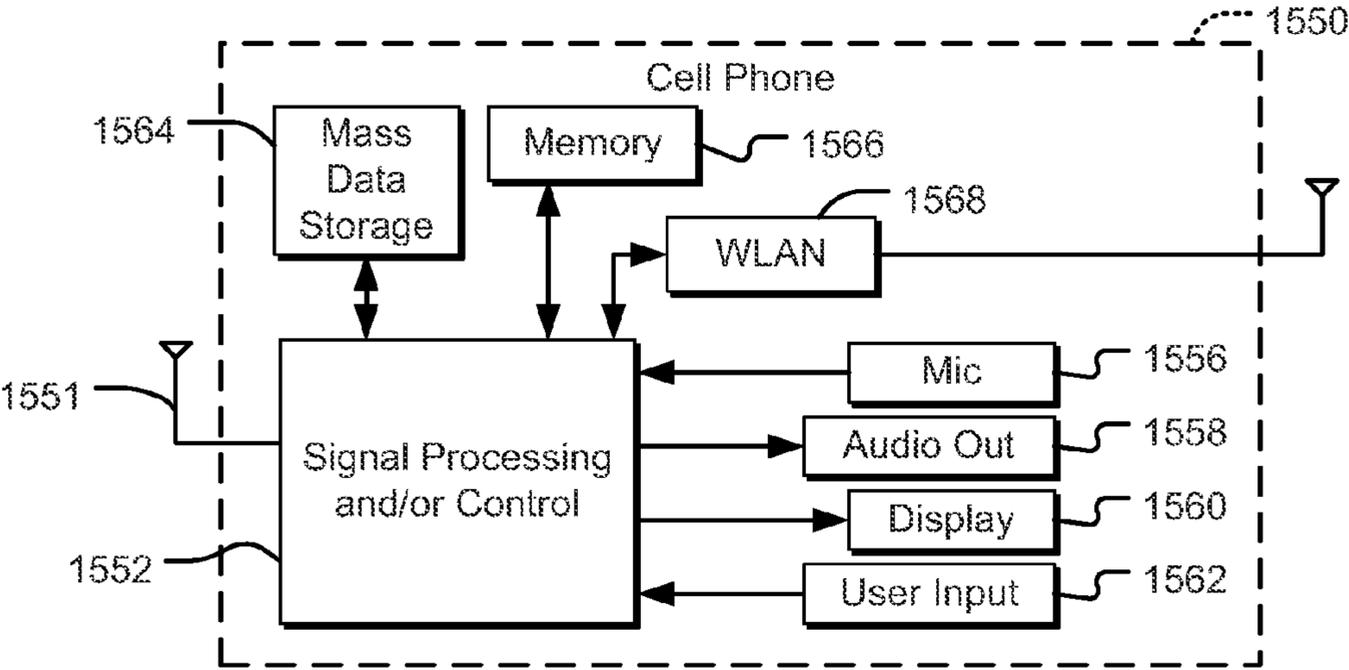 1550
Cell Phone
1564
Mass
Data
Storage
Memory
1566
1568
WLAN
1551
Mic
1556
Audio Out
1558
Signal Processing
and/or Control
Display
1560
1552
User Input
1562